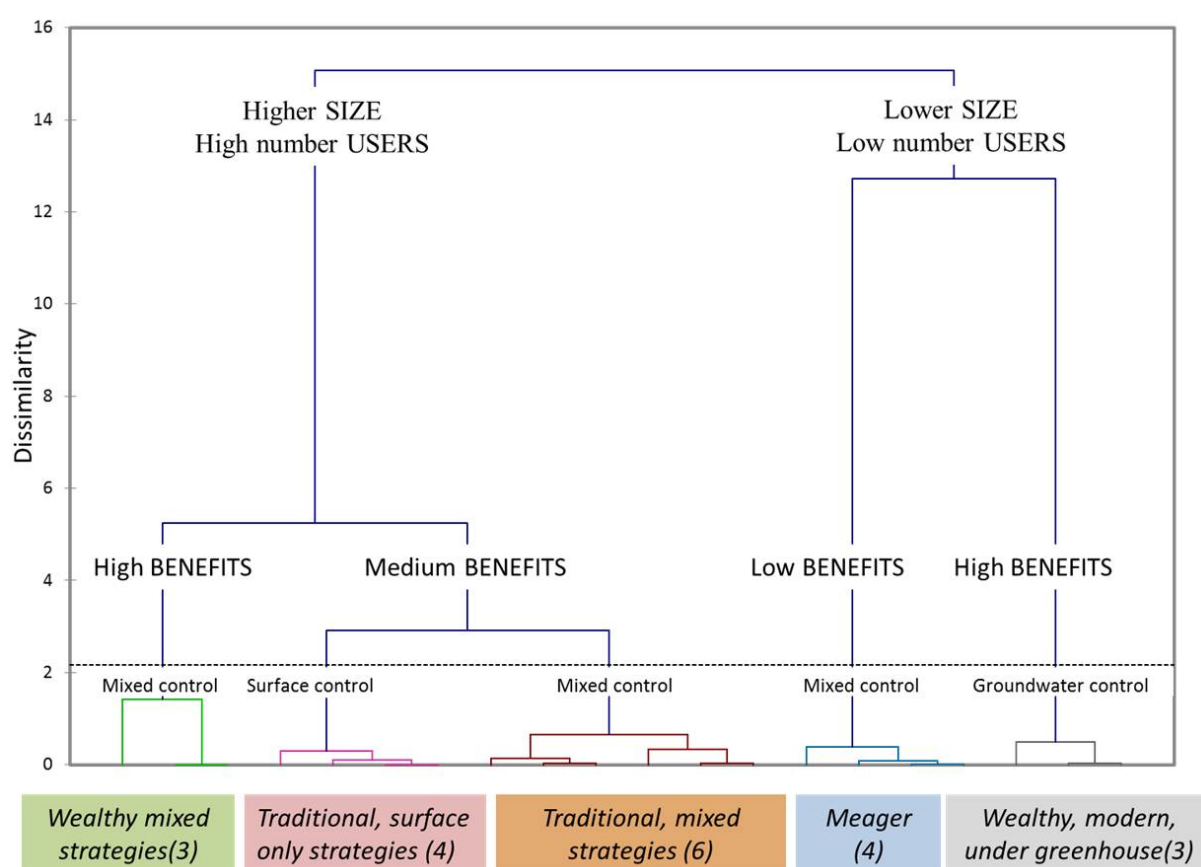 16
14
12
10
8
6
4
2
0
Dissimilarity
Higher SIZE
High number USERS
Lower SIZE
Low number USERS
High BENEFITS
Medium BENEFITS
Low BENEFITS
High BENEFITS
Mixed control
Surface control
Mixed control
Mixed control
Groundwater control
Wealthy mixed
strategies(3)
Traditional, surface
only strategies (4)
Traditional, mixed
strategies (6)
Meager
(4)
Wealthy, modern,
under greenhouse(3)